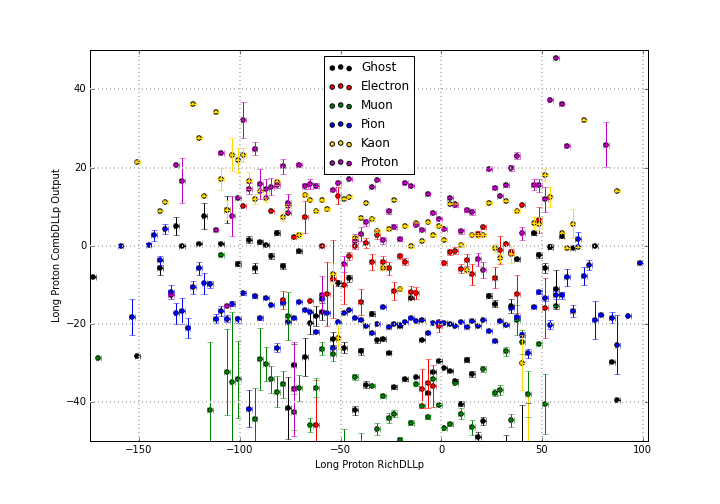 Ghost
Electron
Muon
Pion
Kaon
Proton
40
20
0
−20
−40
Long Proton CombDLLp Output
−150
−100
−50
0
50
100
Long Proton RichDLLp